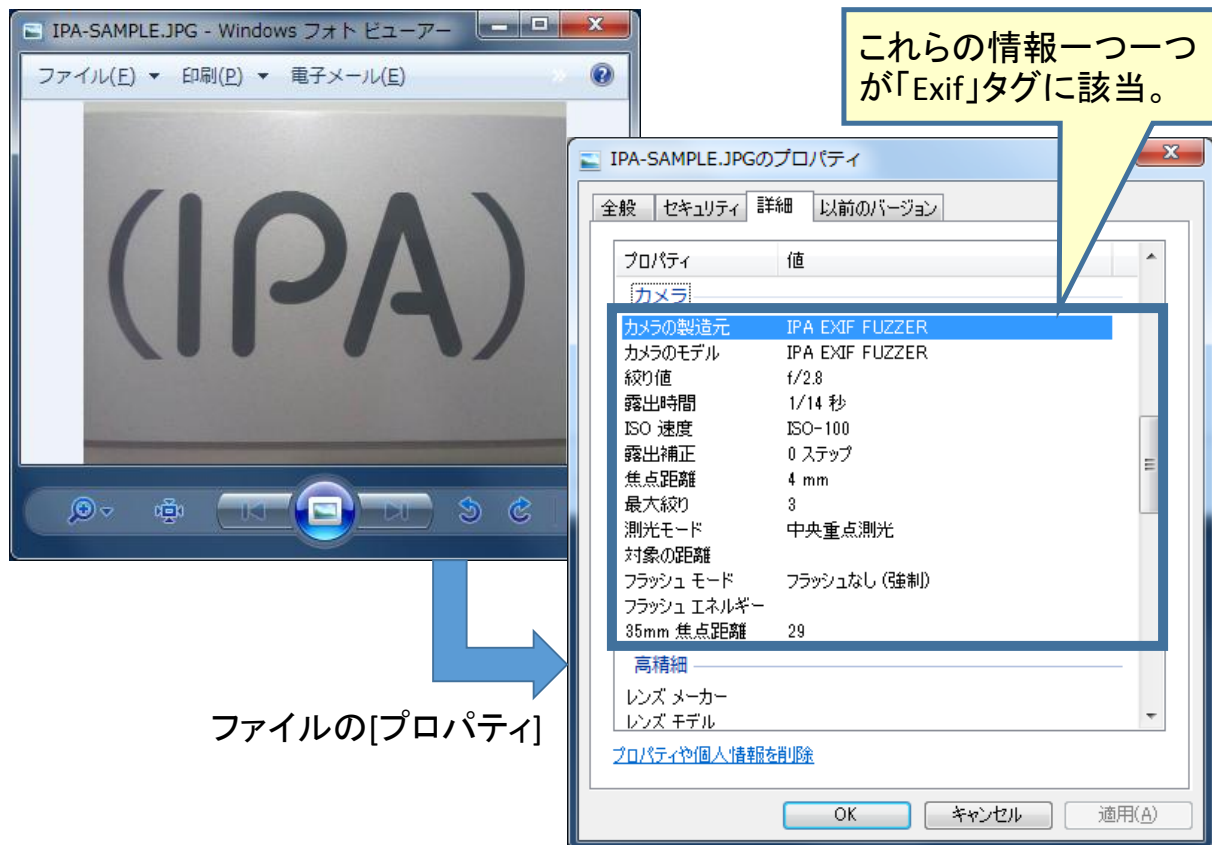 IPA-SAMPLE.JPG - Windows フォト ビューアー
ファイル(F) 印刷(P) 電子メール(E)
(IPA)
これらの情報一つ一つ
が「Exif」タグに該当。
IPA-SAMPLE.JPGのプロパティ
全般 セキュリティ 詳細 以前のバージョン
プロパティ 値
カメラ
カメラの製造元 IPA EXIF FUZZER
カメラのモデル IPA EXIF FUZZER
絞り値 f/2.8
露出時間 1/14 秒
ISO 速度 ISO-100
露出補正 0 ステップ
焦点距離 4 mm
最大絞り 3
測光モード 中央重点測光
対象の距離
フラッシュ モード フラッシュなし (強制)
フラッシュ エネルギー
35mm 焦点距離 29
高精細
レンズ メーカー
レンズ モデル
プロパティや個人情報を削除
OK キャンセル 適用(A)
ファイルの[プロパティ]